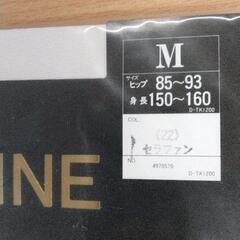 M
サイズ
ヒップ 85～93
身長 150～160
D-TK1200
COL.
(22)
セラファン
NO.
INE
D-TK1200